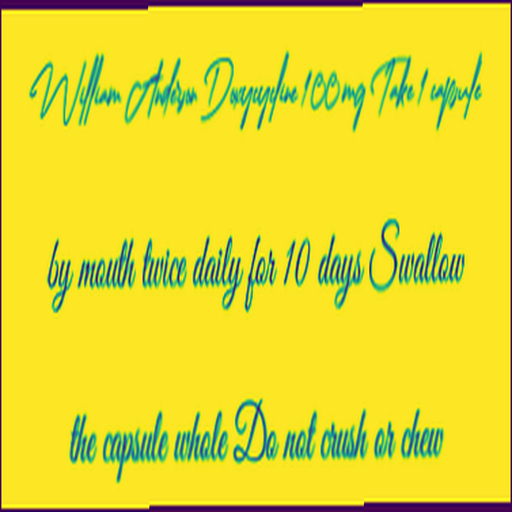 William Anderson Doxycycline 100 mg Take 1 capsule
by mouth twice daily for 10 days Swallow
the capsule whole Do not crush or chew